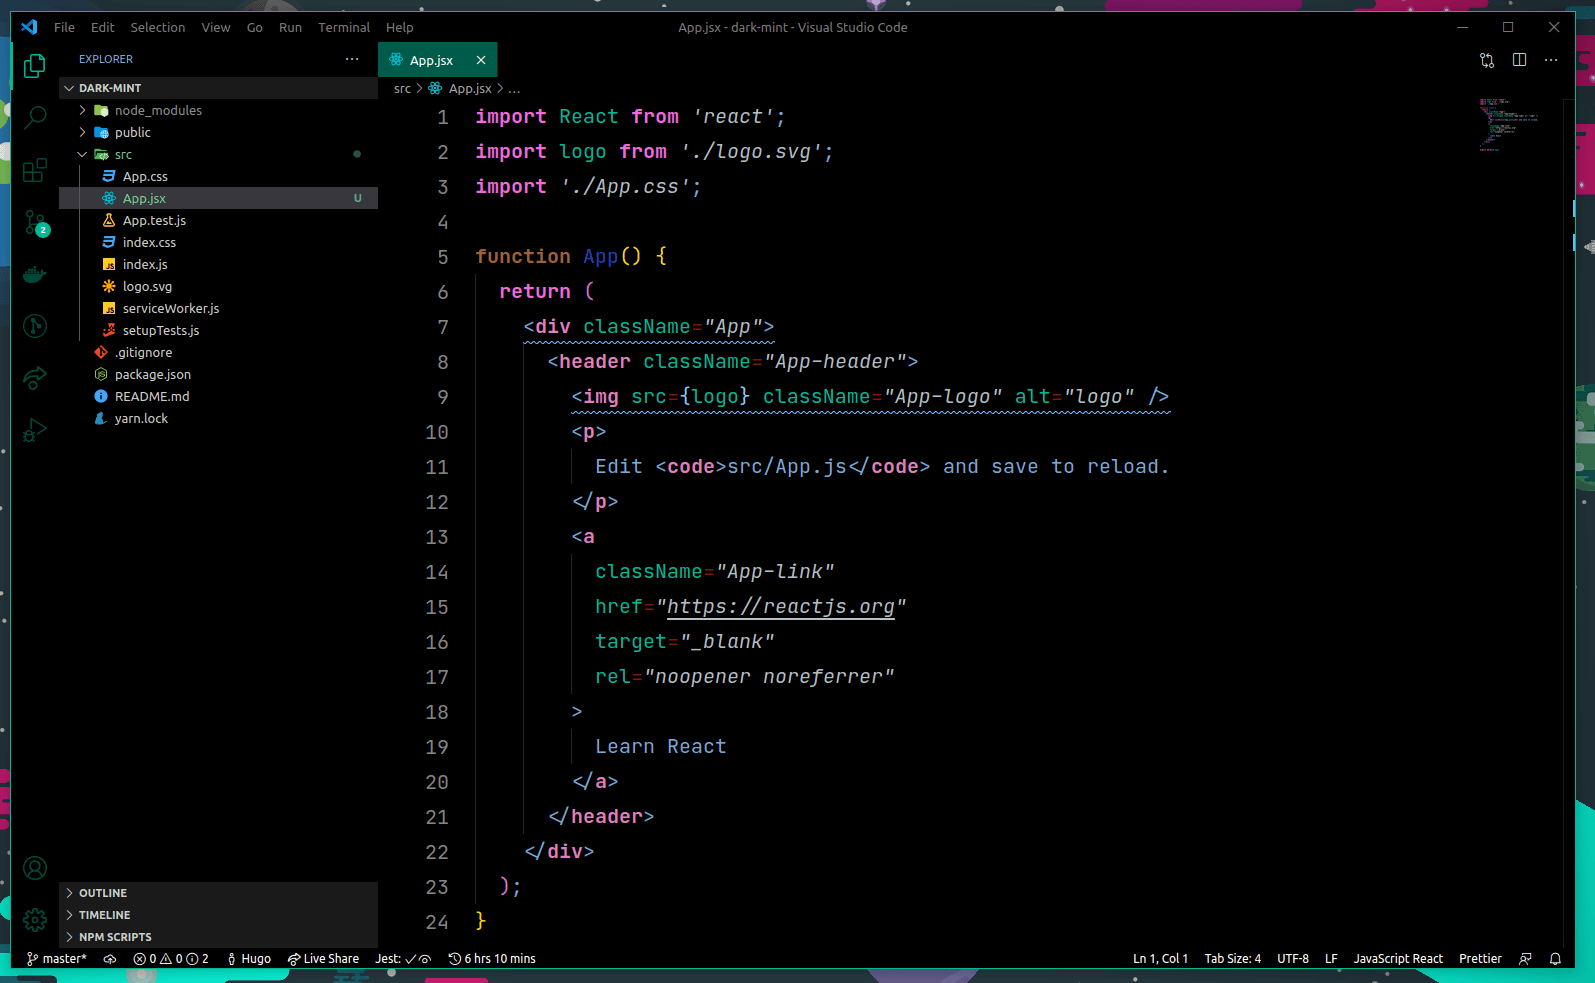 File Edit Selection View Go Run Terminal Help
App.jsx - dark-mint - Visual Studio Code
EXPLORER
App.jsx
DARK-MINT
src > App.jsx > ...
node_modules
public
src
App.css
App.jsx U
App.test.js
index.css
index.js
logo.svg
serviceWorker.js
setupTests.js
.gitignore
package.json
README.md
yarn.lock
2
OUTLINE
TIMELINE
NPM SCRIPTS
1 import React from 'react';
2 import logo from './logo.svg';
3 import './App.css';
4
5 function App() {
6 return (
7 <div className="App">
8 <header className="App-header">
9 <img src={logo} className="App-logo" alt="logo" />
10 <p>
11 Edit <code>src/App.js</code> and save to reload.
12 </p>
13 <a
14 className="App-link"
15 href="https://reactjs.org"
16 target="_blank"
17 rel="noopener noreferrer"
18 >
19 Learn React
20 </a>
21 </header>
22 </div>
23 );
24 }
master* 0 0 2 Hugo Live Share Jest: 6 hrs 10 mins
Ln 1, Col 1 Tab Size: 4 UTF-8 LF JavaScript React Prettier